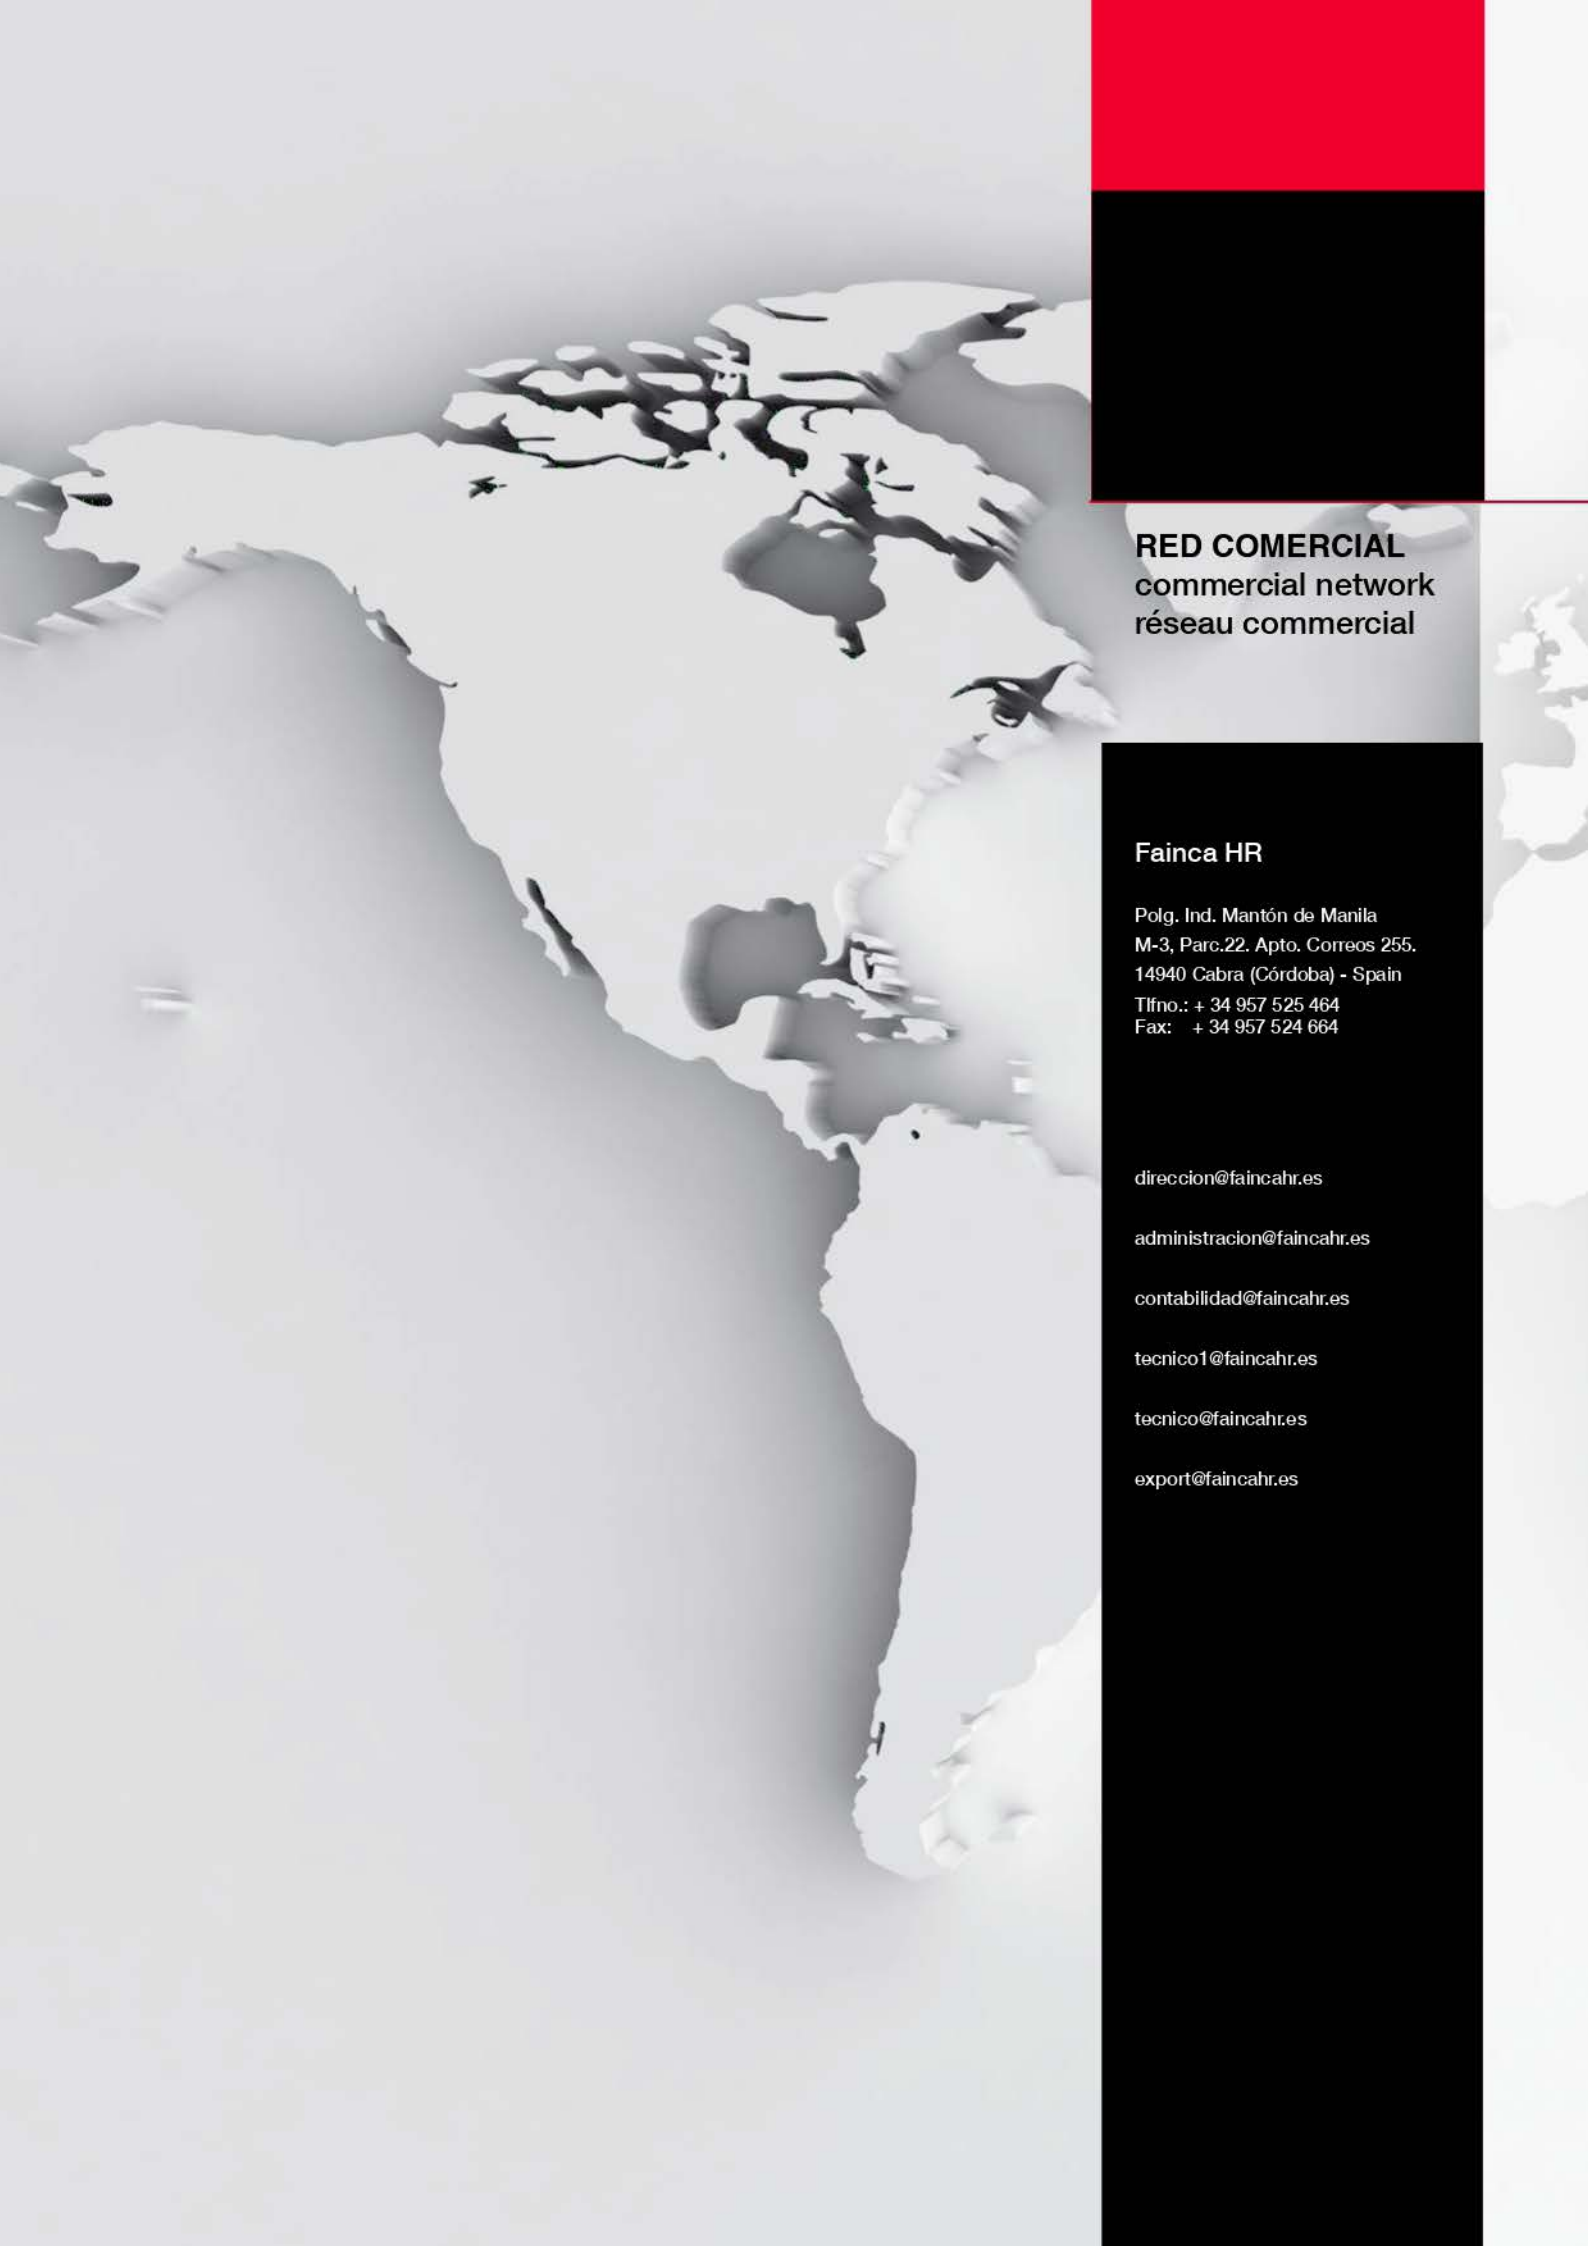 RED COMERCIAL
commercial network
réseau commercial
Fainca HR
Polg. Ind. Mantón de Manila
M-3, Parc.22. Apto. Correos 255.
14940 Cabra (Córdoba) - Spain
Tlfno.: + 34 957 525 464
Fax: + 34 957 524 664
direccion@faincahr.es
administracion@faincahr.es
contabilidad@faincahr.es
tecnico1@faincahr.es
tecnico@faincahr.es
export@faincahr.es